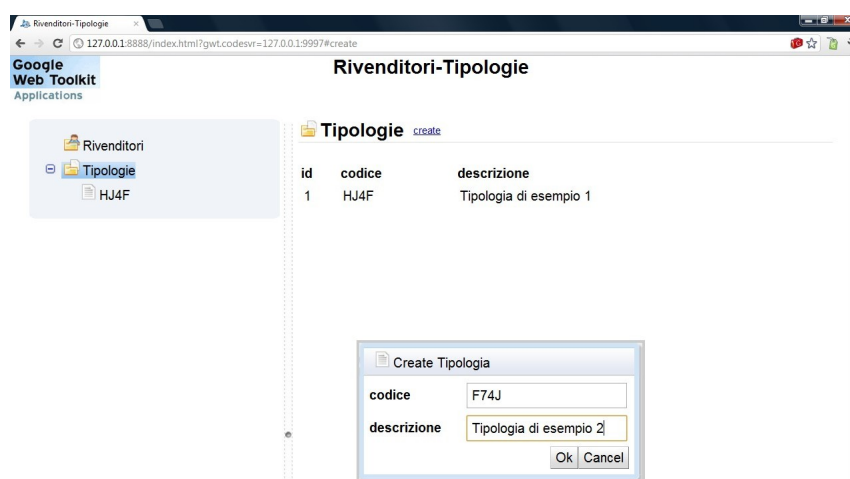 Rivenditori-Tipologie
127.0.0.1:8888/index.html?gwt.codesvr=127.0.0.1:9997#create
Google
Web Toolkit
Applications
Rivenditori-Tipologie
Rivenditori
Tipologie
HJ4F
Tipologie create
id codice descrizione
1 HJ4F Tipologia di esempio 1
Create Tipologia
codice F74J
descrizione Tipologia di esempio 2
Ok Cancel